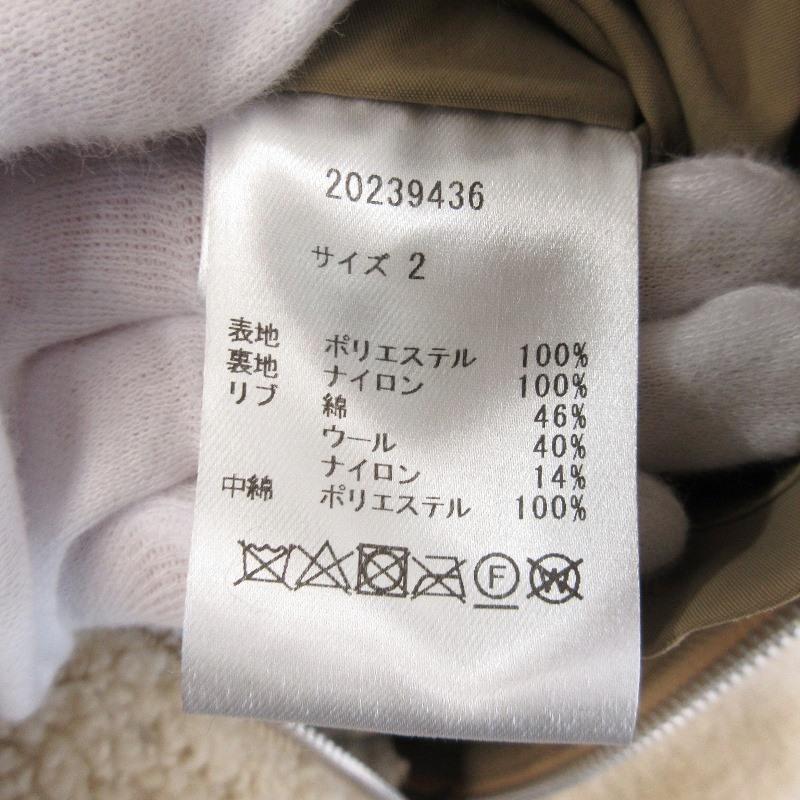 20239436
サイズ 2
表地 ポリエステル 100%
裏地 ナイロン 100%
リブ 綿 46%
ウール 40%
ナイロン 14%
中綿 ポリエステル 100%
F W